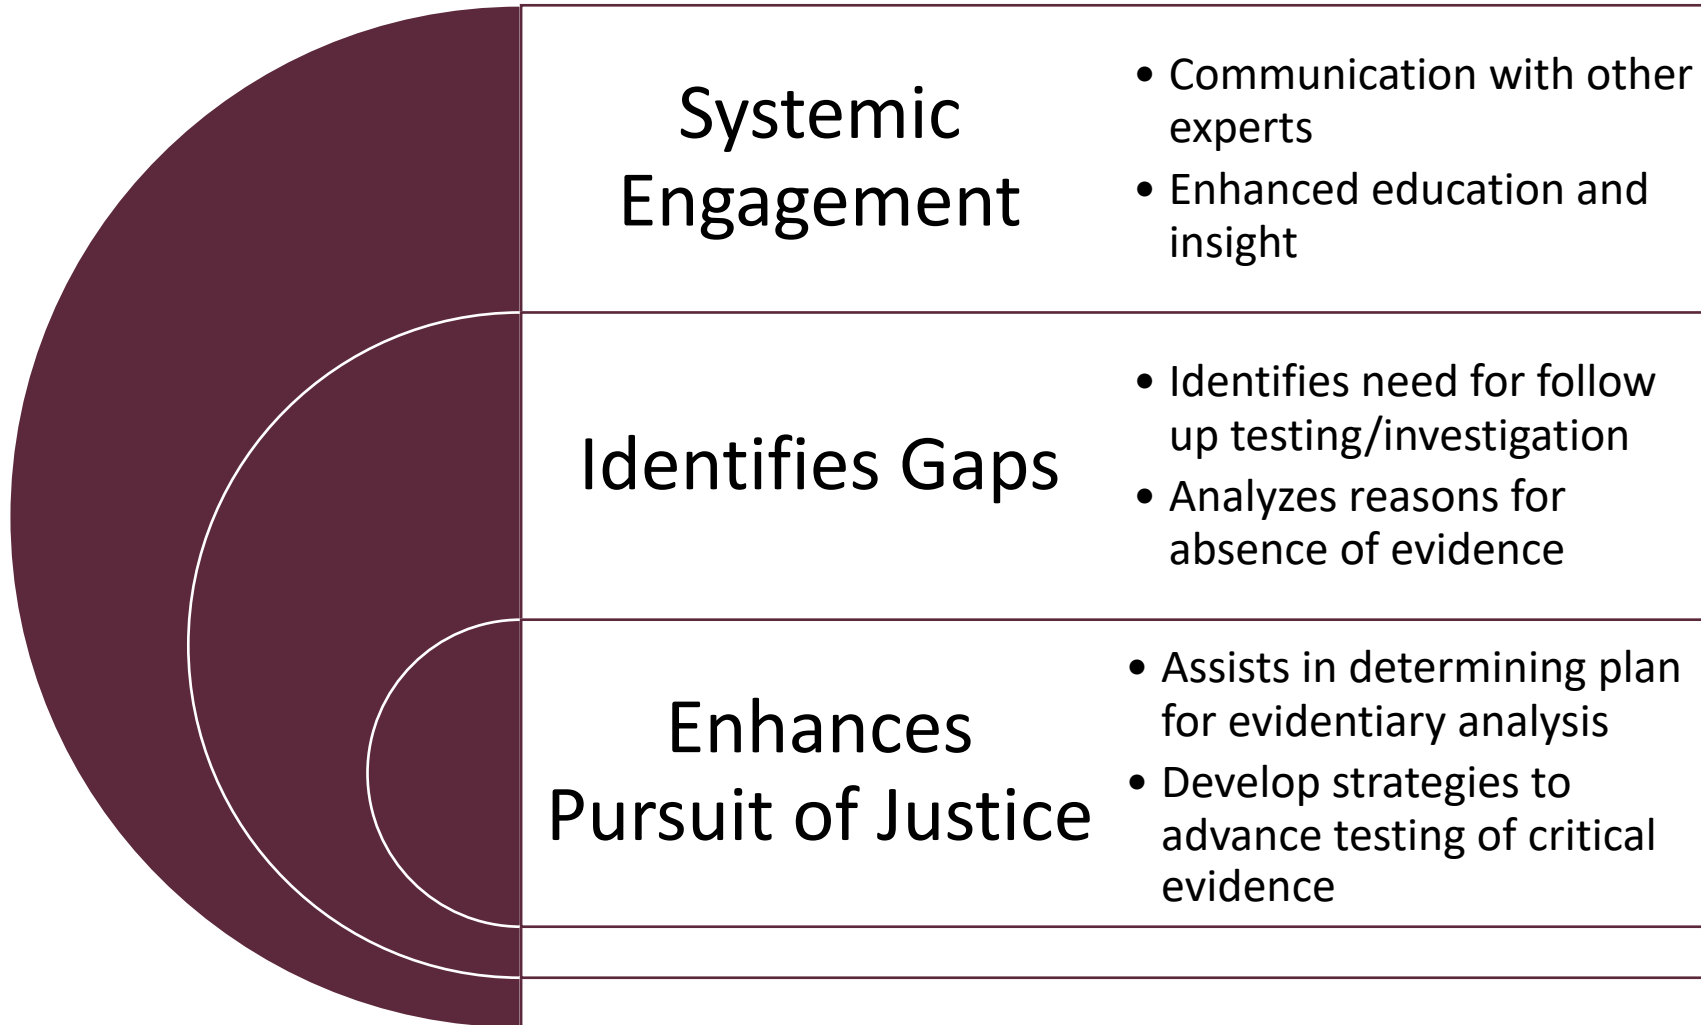 Systemic
Engagement
• Communication with other
experts
• Enhanced education and
insight
Identifies Gaps
• Identifies need for follow
up testing/investigation
• Analyzes reasons for
absence of evidence
Enhances
Pursuit of Justice
• Assists in determining plan
for evidentiary analysis
• Develop strategies to
advance testing of critical
evidence